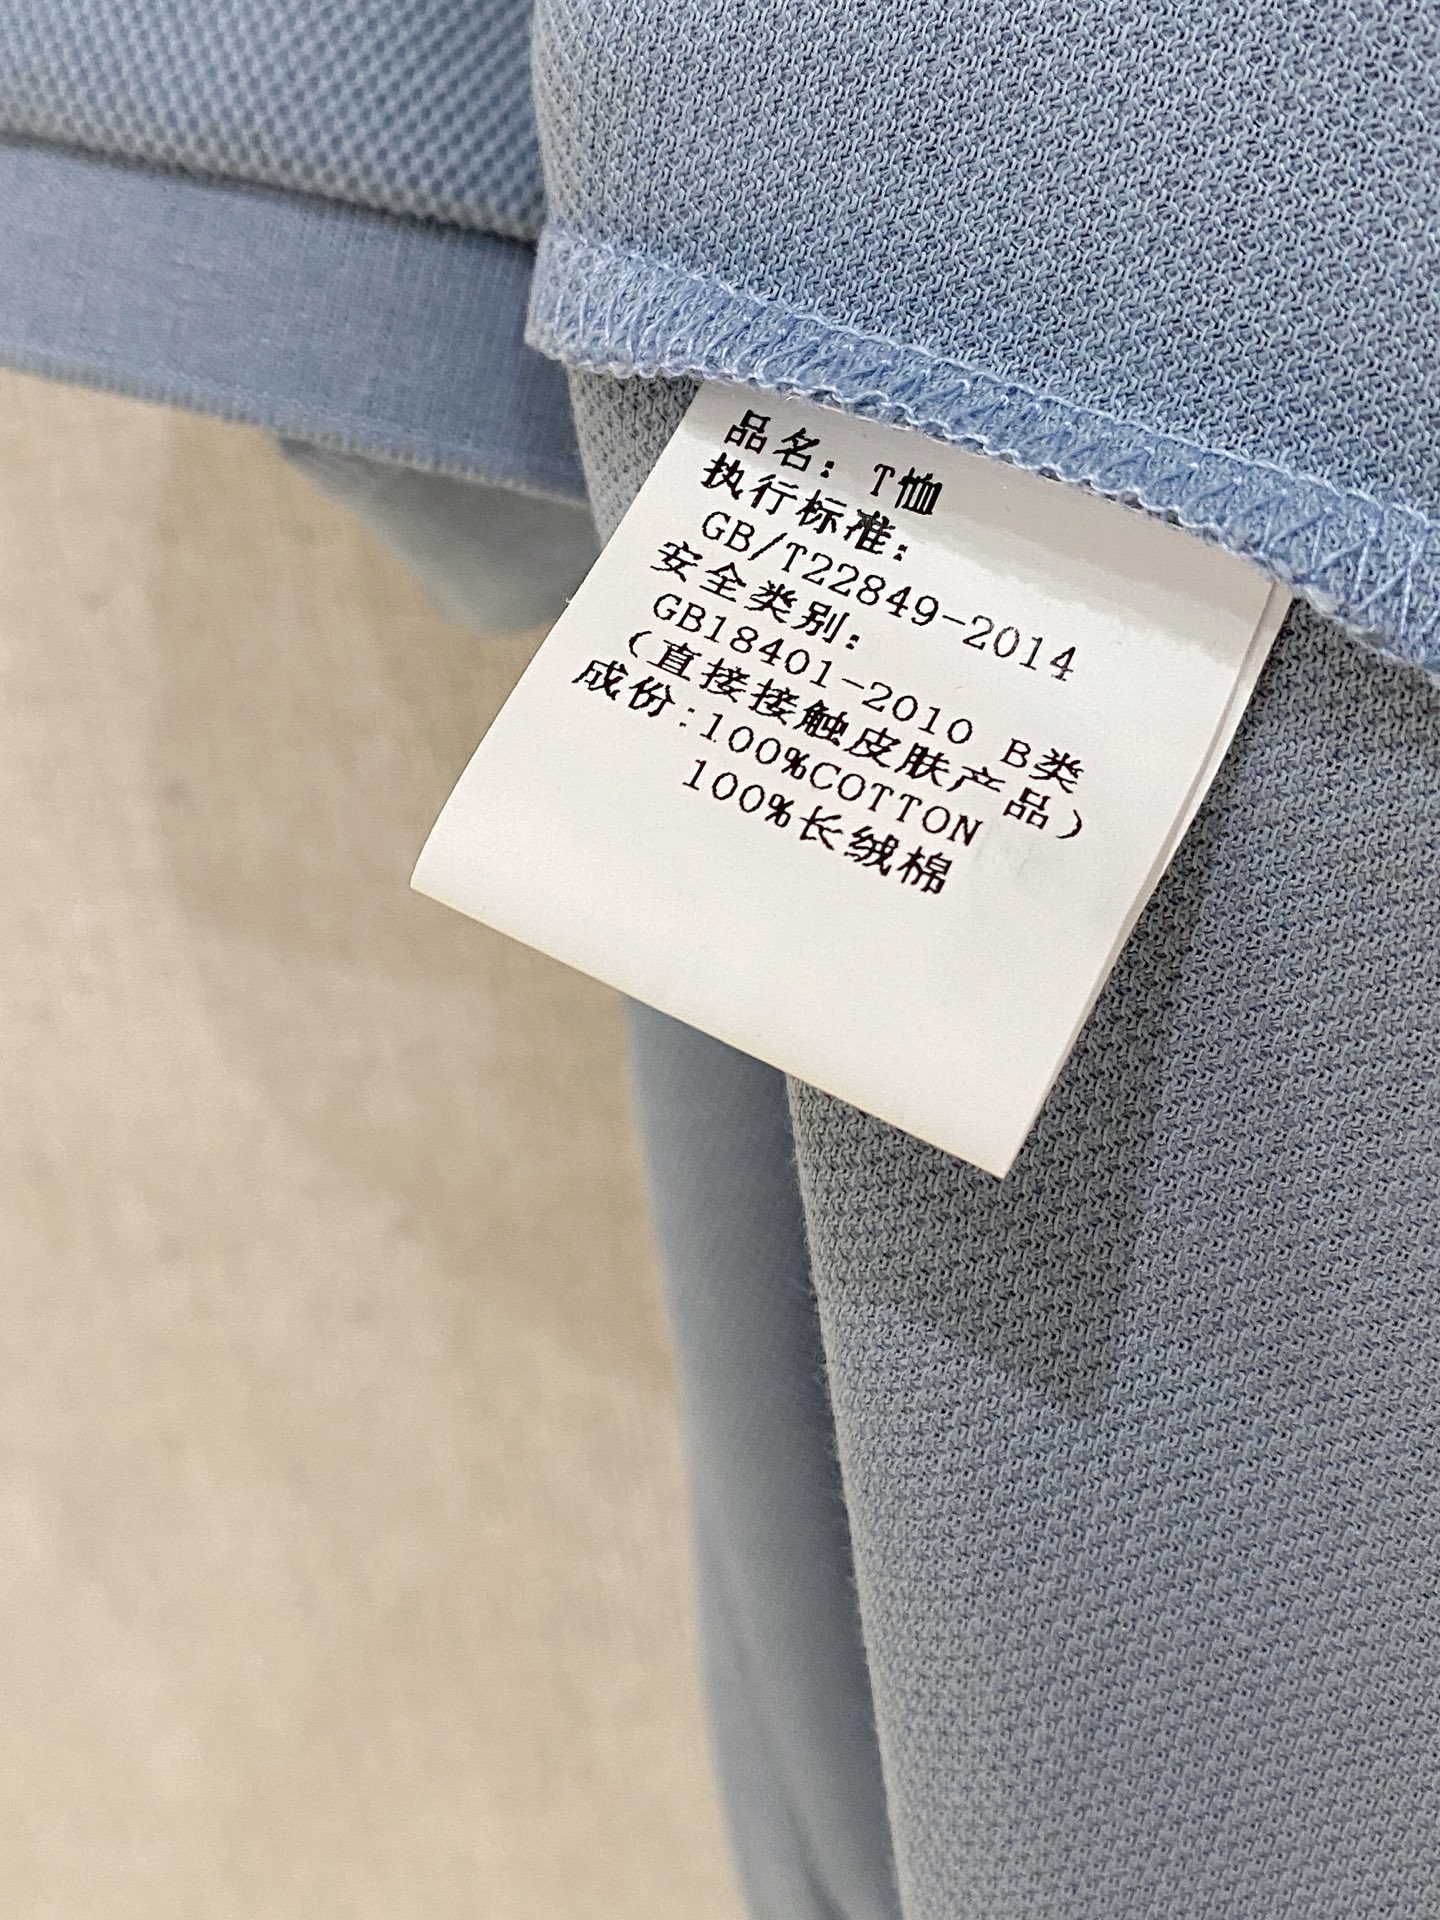 品名：T恤
执行标准：
GB/T22849-2014
安全类别：
GB18401-2010 B类
（直接接触皮肤产品）
成份:100%COTTON
100%长绒棉